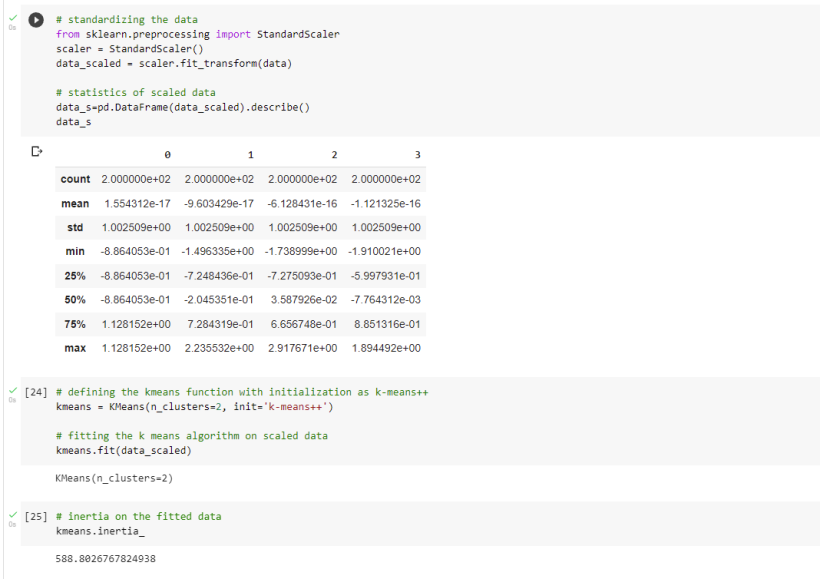 0s
# standardizing the data
from sklearn.preprocessing import StandardScaler
scaler = StandardScaler()
data_scaled = scaler.fit_transform(data)
# statistics of scaled data
data_s=pd.DataFrame(data_scaled).describe()
data_s
0 1 2 3
count 2.000000e+02 2.000000e+02 2.000000e+02 2.000000e+02
mean 1.554312e-17 -9.603429e-17 -6.128431e-16 -1.121325e-16
std 1.002509e+00 1.002509e+00 1.002509e+00 1.002509e+00
min -8.864053e-01 -1.496335e+00 -1.738999e+00 -1.910021e+00
25% -8.864053e-01 -7.248436e-01 -7.275093e-01 -5.997931e-01
50% -8.864053e-01 -2.045351e-01 3.587926e-02 -7.764312e-03
75% 1.128152e+00 7.284319e-01 6.656748e-01 8.851316e-01
max 1.128152e+00 2.235532e+00 2.917671e+00 1.894492e+00
0s
[24] # defining the kmeans function with initialization as k-means++
kmeans = KMeans(n_clusters=2, init='k-means++')
# fitting the k means algorithm on scaled data
kmeans.fit(data_scaled)
KMeans(n_clusters=2)
0s
[25] # inertia on the fitted data
kmeans.inertia_
588.8026767824938